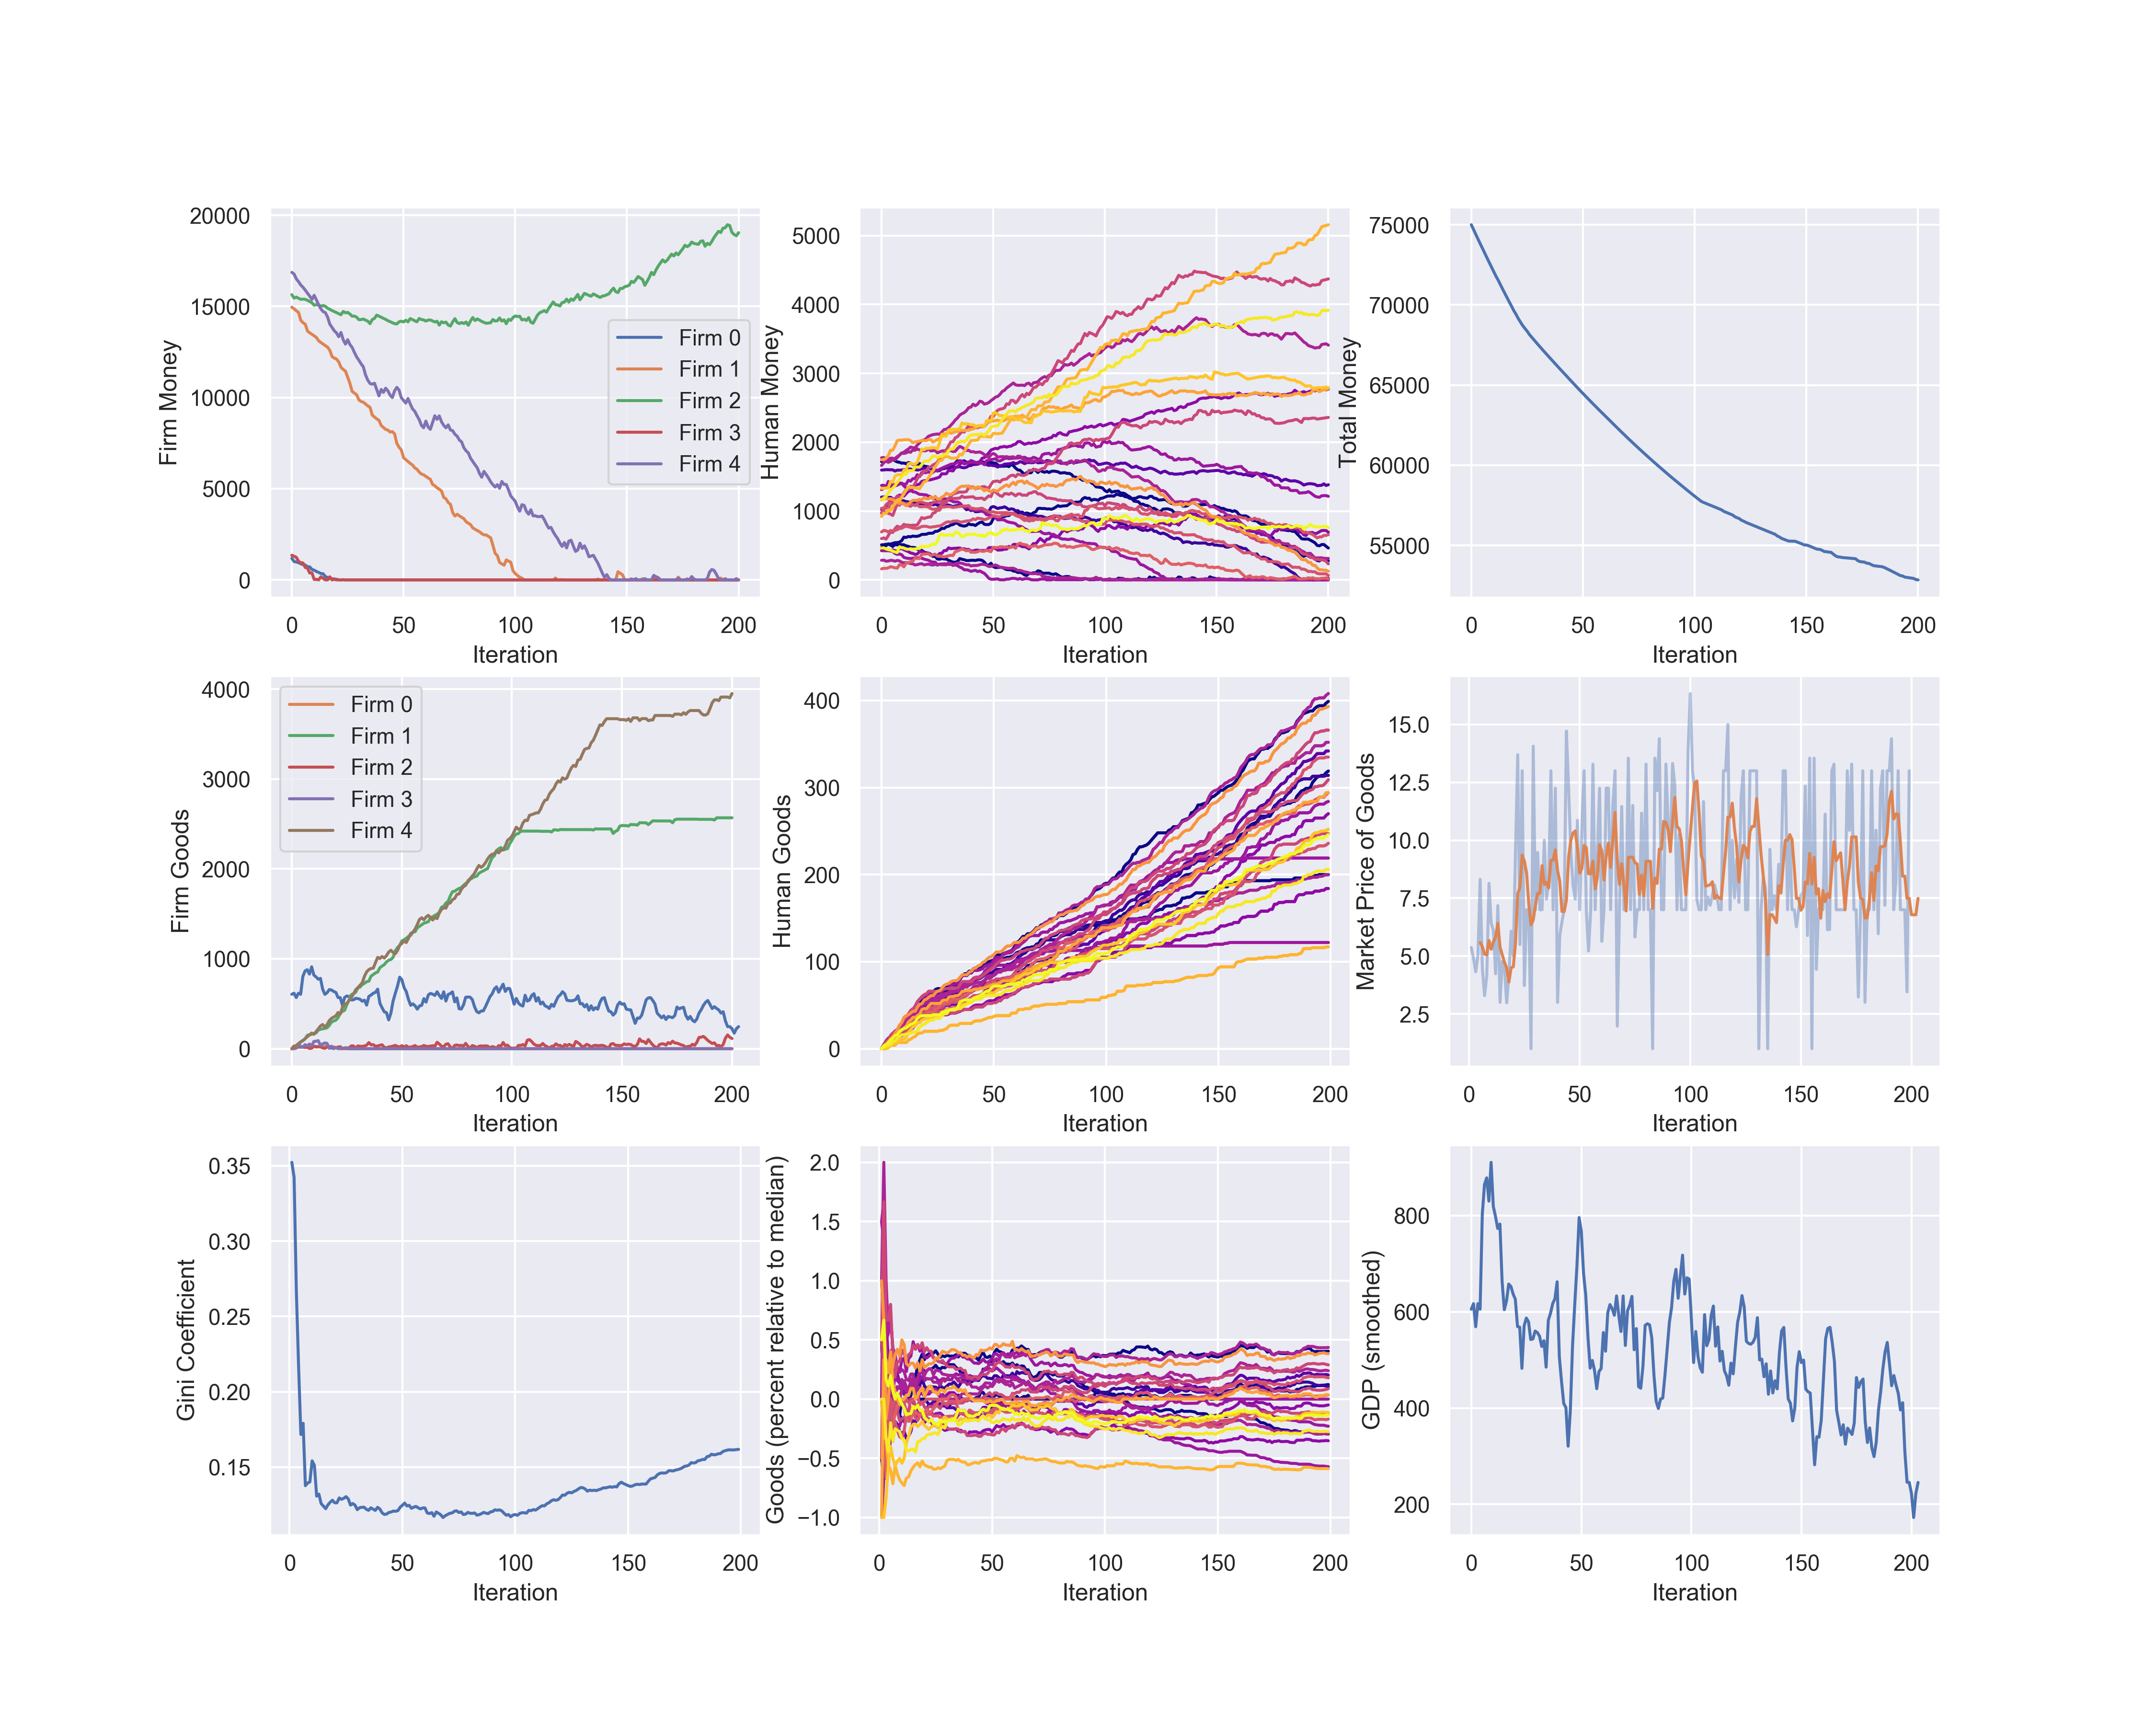 20000
15000
10000
5000
0
Firm Money
Firm 0
Firm 1
Firm 2
Firm 3
Firm 4
0 50 100 150 200
Iteration
5000
4000
3000
2000
1000
0
Human Money
0 50 100 150 200
Iteration
75000
70000
65000
60000
55000
Total Money
0 50 100 150 200
Iteration
4000
3000
2000
1000
0
Firm Goods
Firm 0
Firm 1
Firm 2
Firm 3
Firm 4
0 50 100 150 200
Iteration
400
300
200
100
0
Human Goods
0 50 100 150 200
Iteration
15.0
12.5
10.0
7.5
5.0
2.5
Market Price of Goods
0 50 100 150 200
Iteration
0.35
0.30
0.25
0.20
0.15
Gini Coefficient
0 50 100 150 200
Iteration
2.0
1.5
1.0
0.5
0.0
−0.5
−1.0
Goods (percent relative to median)
0 50 100 150 200
Iteration
800
600
400
200
GDP (smoothed)
0 50 100 150 200
Iteration